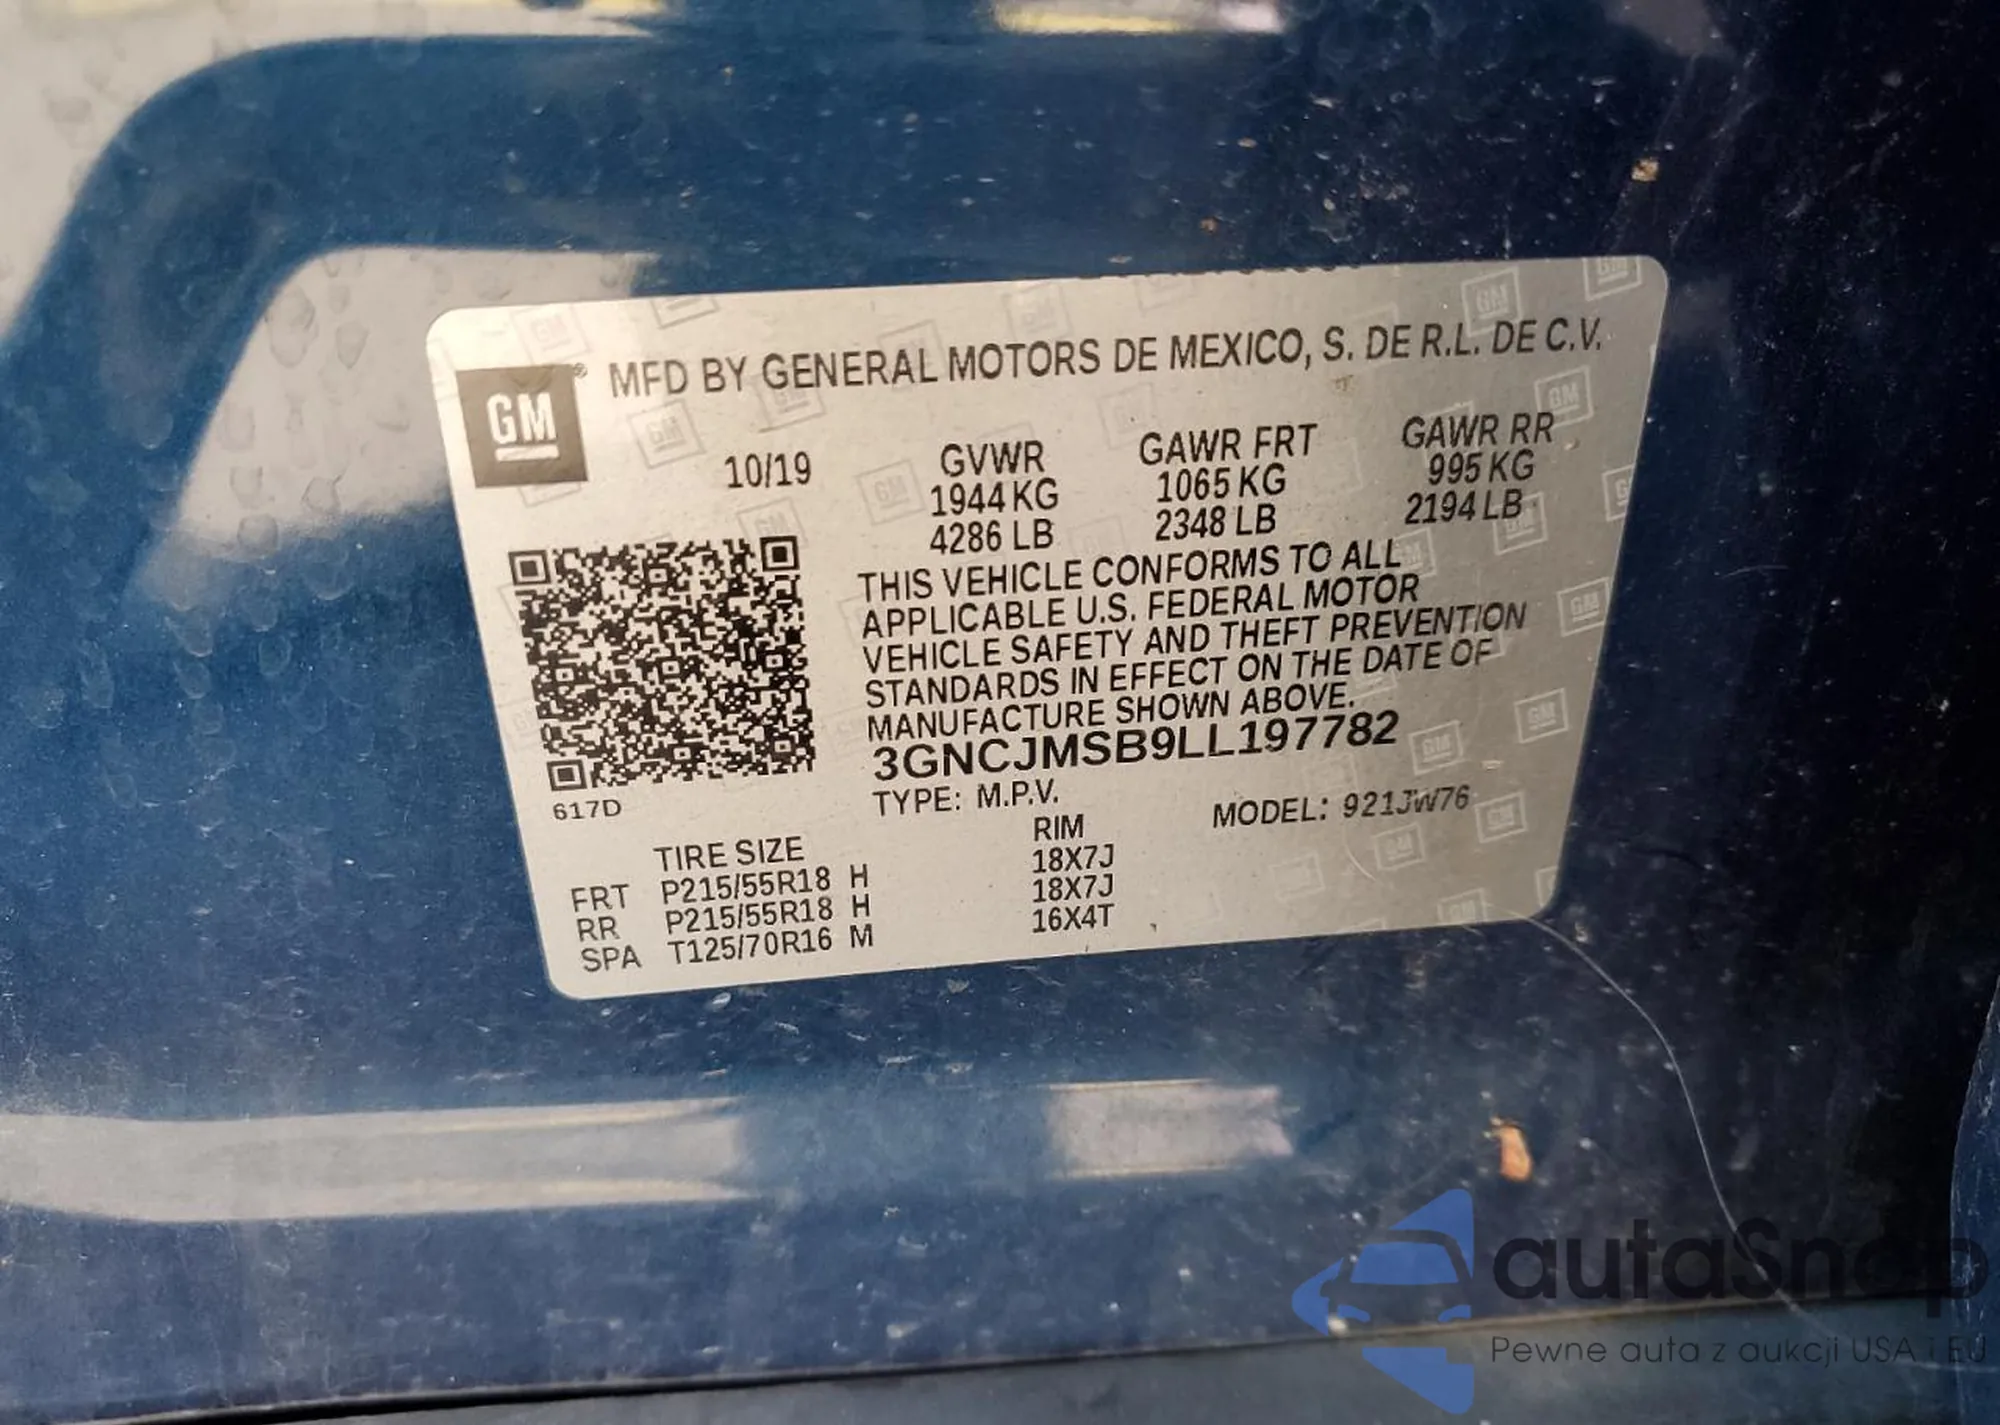 GM® MFD BY GENERAL MOTORS DE MEXICO, S. DE R.L. DE C.V.
10/19 GVWR GAWR FRT GAWR RR
1944 KG 1065 KG 995 KG
4286 LB 2348 LB 2194 LB
THIS VEHICLE CONFORMS TO ALL
APPLICABLE U.S. FEDERAL MOTOR
VEHICLE SAFETY AND THEFT PREVENTION
STANDARDS IN EFFECT ON THE DATE OF
MANUFACTURE SHOWN ABOVE.
3GNCJMSB9LL197782
617D
TYPE: M.P.V. MODEL: 921JW76
TIRE SIZE RIM
FRT P215/55R18 H 18X7J
RR P215/55R18 H 18X7J
SPA T125/70R16 M 16X4T
autaSnap
Pewne auta z aukcji USA i EU